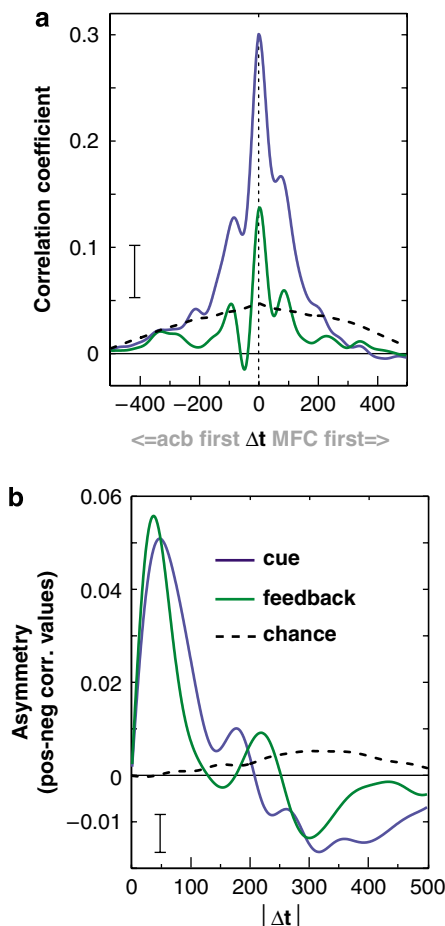 a
Correlation coefficient
0.3
0.2
0.1
0
−400 −200 0 200 400
<=acb first Δt MFC first=>
b
Asymmetry
(pos-neg corr. values)
0.06
0.04
0.02
0
−0.01
cue
feedback
chance
0 100 200 300 400 500
|Δt|